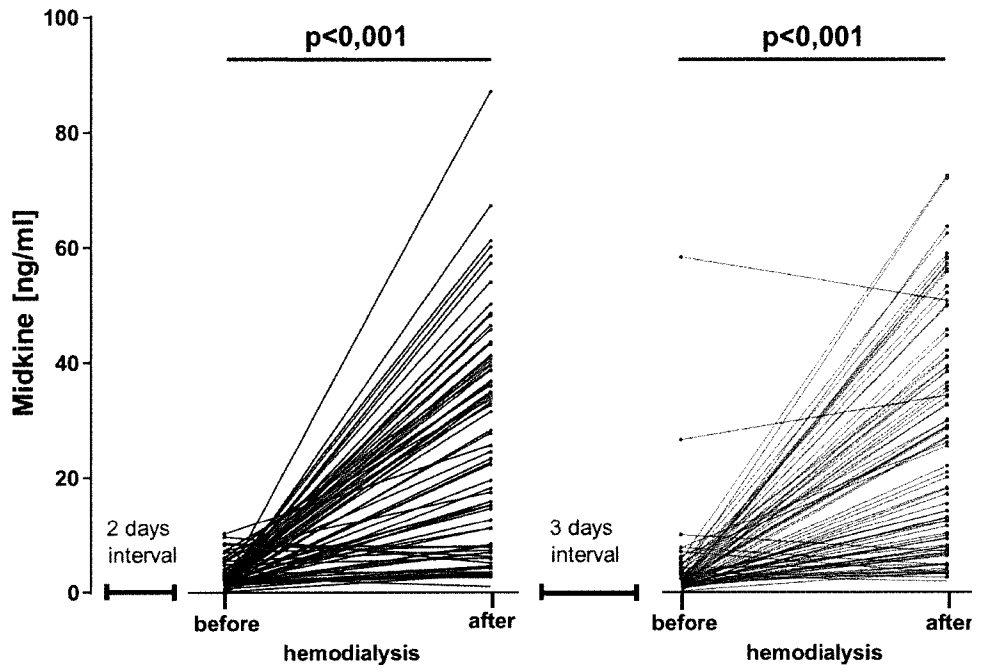 100
p<0,001
p<0,001
80
60
Midkine [ng/ml]
40
20
2 days
interval
3 days
interval
0
before
after
before
after
hemodialysis
hemodialysis